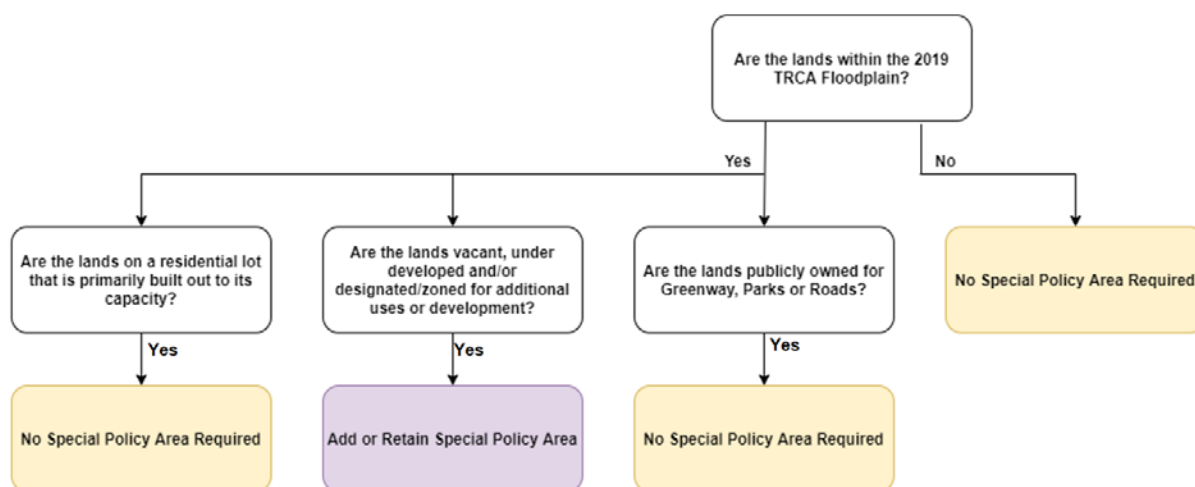 Are the lands within the 2019
TRCA Floodplain?
Yes
No
Are the lands on a residential lot
that is primarily built out to its
capacity?
Are the lands vacant, under
developed and/or
designated/zoned for additional
uses or development?
Are the lands publicly owned for
Greenway, Parks or Roads?
No Special Policy Area Required
Yes
Yes
Yes
No Special Policy Area Required
Add or Retain Special Policy Area
No Special Policy Area Required